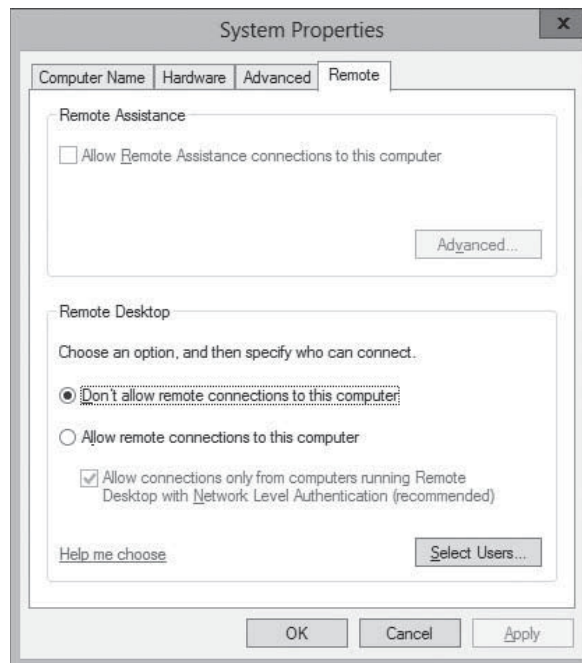 System Properties
x
Computer Name Hardware Advanced Remote
Remote Assistance
Allow Remote Assistance connections to this computer
Advanced...
Remote Desktop
Choose an option, and then specify who can connect.
Don't allow remote connections to this computer
Allow remote connections to this computer
Allow connections only from computers running Remote
Desktop with Network Level Authentication (recommended)
Help me choose
Select Users...
OK Cancel Apply